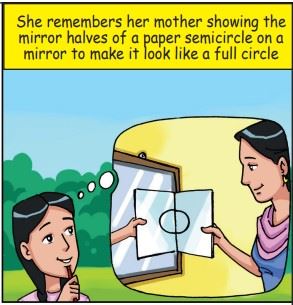 She remembers her mother showing the
mirror halves of a paper semicircle on a
mirror to make it look like a full circle